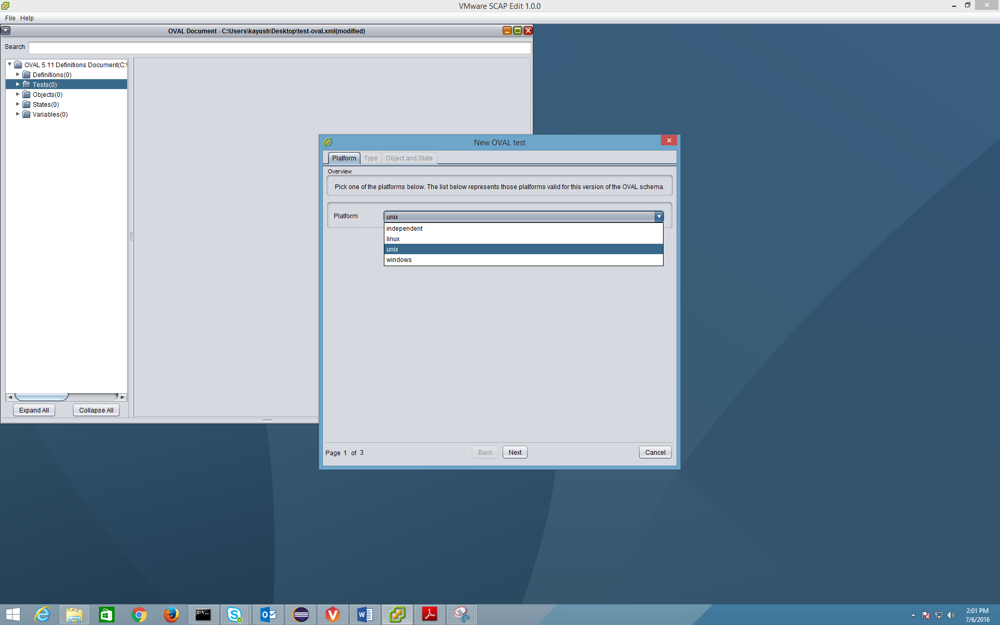 VMware SCAP Edit 1.0.0
File Help
OVAL Document - C:\Users\kayush\Desktop\test-oval.xml(modified)
Search
OVAL 5.11 Definitions Document(C:\
Definitions(0)
Tests(0)
Objects(0)
States(0)
Variables(0)
Expand All Collapse All
New OVAL test
Platform Type Object and State
Overview
Pick one of the platforms below. The list below represents those platforms valid for this version of the OVAL schema.
Platform unix
independent
linux
unix
windows
Page 1 of 3 Back Next Cancel
C:\_
2:01 PM
7/6/2016